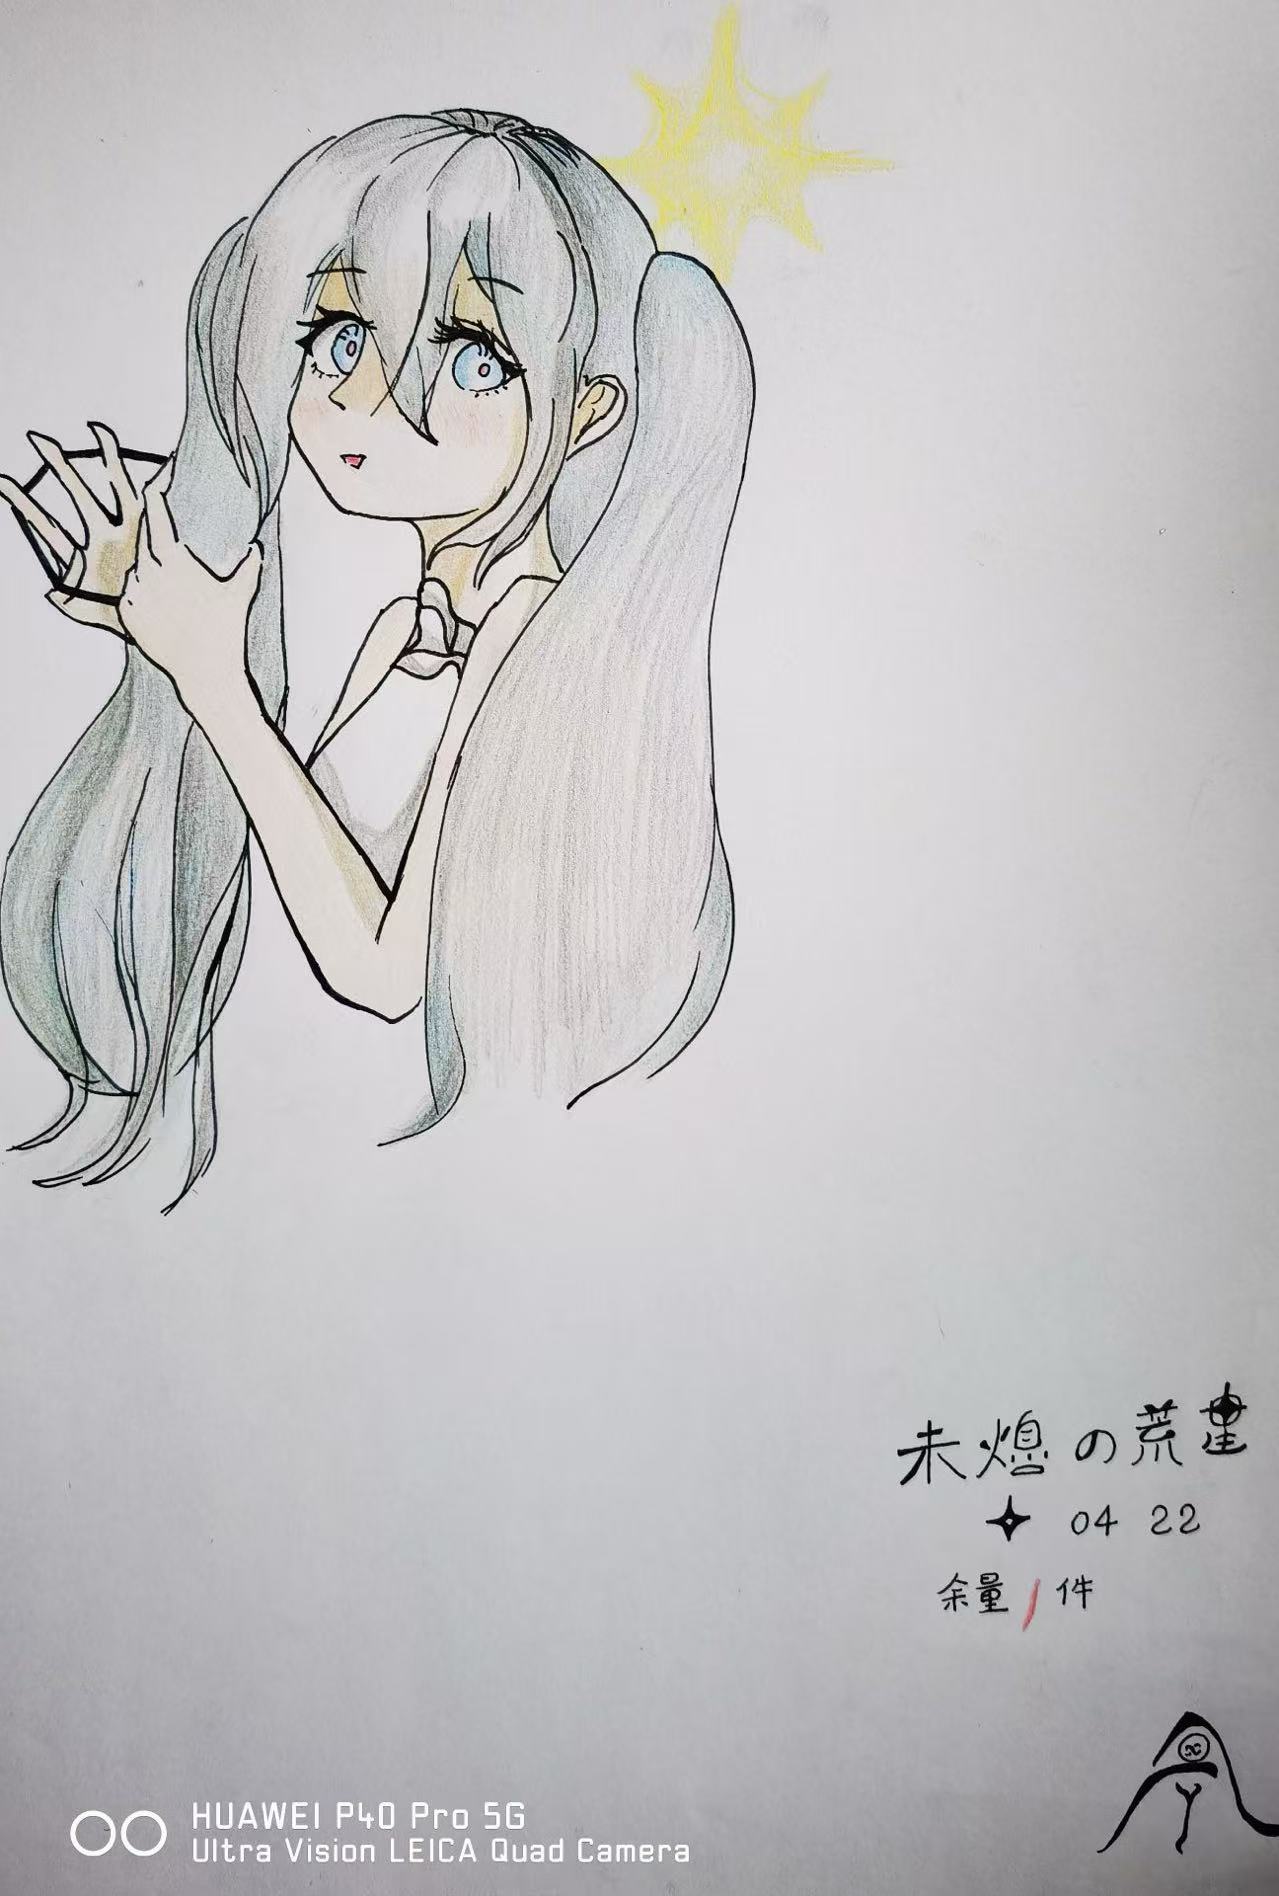 未熄の荒星
04 22
余量1件
HUAWEI P40 Pro 5G
Ultra Vision LEICA Quad Camera